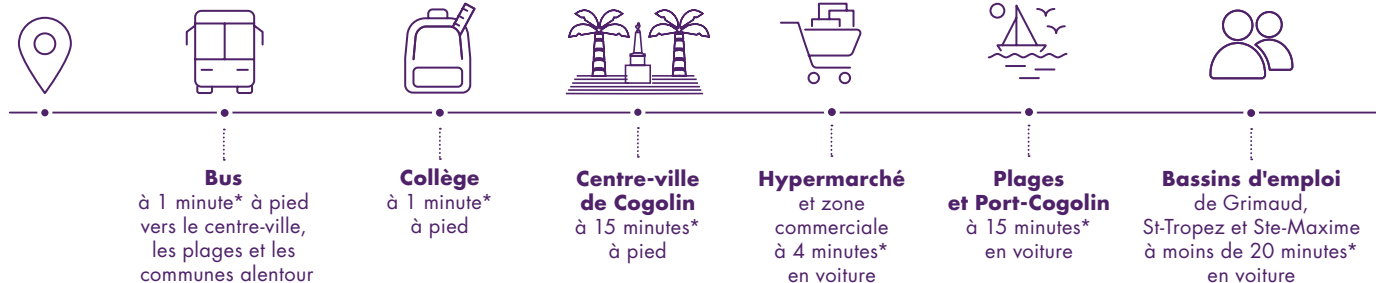 Bus
à 1 minute* à pied
vers le centre-ville,
les plages et les
communes alentour
Collège
à 1 minute*
à pied
Centre-ville
de Cogolin
à 15 minutes*
à pied
Hypermarché
et zone
commerciale
à 4 minutes*
en voiture
Plages
et Port-Cogolin
à 15 minutes*
en voiture
Bassins d'emploi
de Grimaud,
St-Tropez et Ste-Maxime
à moins de 20 minutes*
en voiture